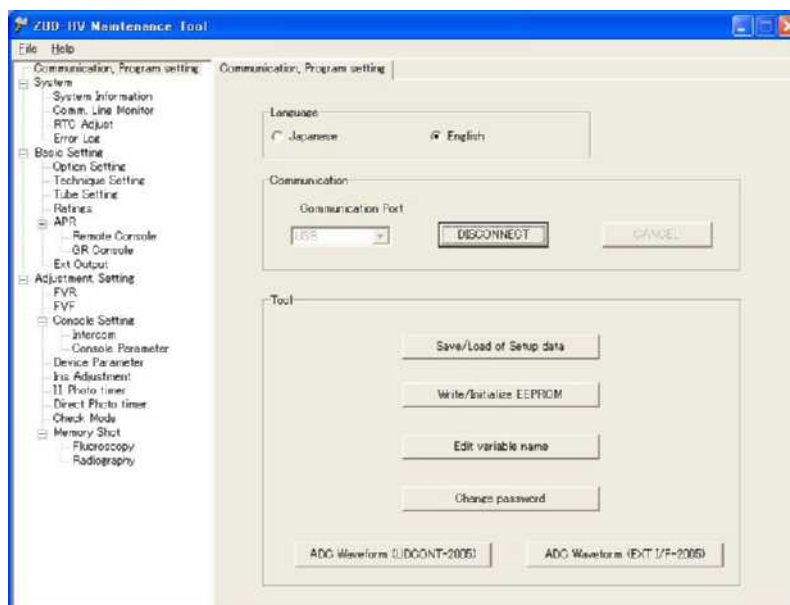 ZUD-HV Maintenance Tool
File Help
Communication, Program setting
System
System Information
Comm. Line Monitor
RTC Adjust
Error Log
Basic Setting
Option Setting
Technique Setting
Tube Setting
Ratings
APR
Remote Console
GR Console
Ext Output
Adjustment, Setting
FVR
FVF
Console Setting
Intercom
Console Parameter
Device Parameter
Iris Adjustment
II Photo timer
Direct Photo timer
Check Mode
Memory Shot
Fluoroscopy
Radiography
Communication, Program setting
Language
Japanese English
Communication
Communication Port
USB DISCONNECT CANCEL
Tool
Save/Load of Setup data
Write/Initialize EEPROM
Edit variable name
Change password
ADC Waveform (UDCONT-2005) ADC Waveform (EXT I/F-2005)